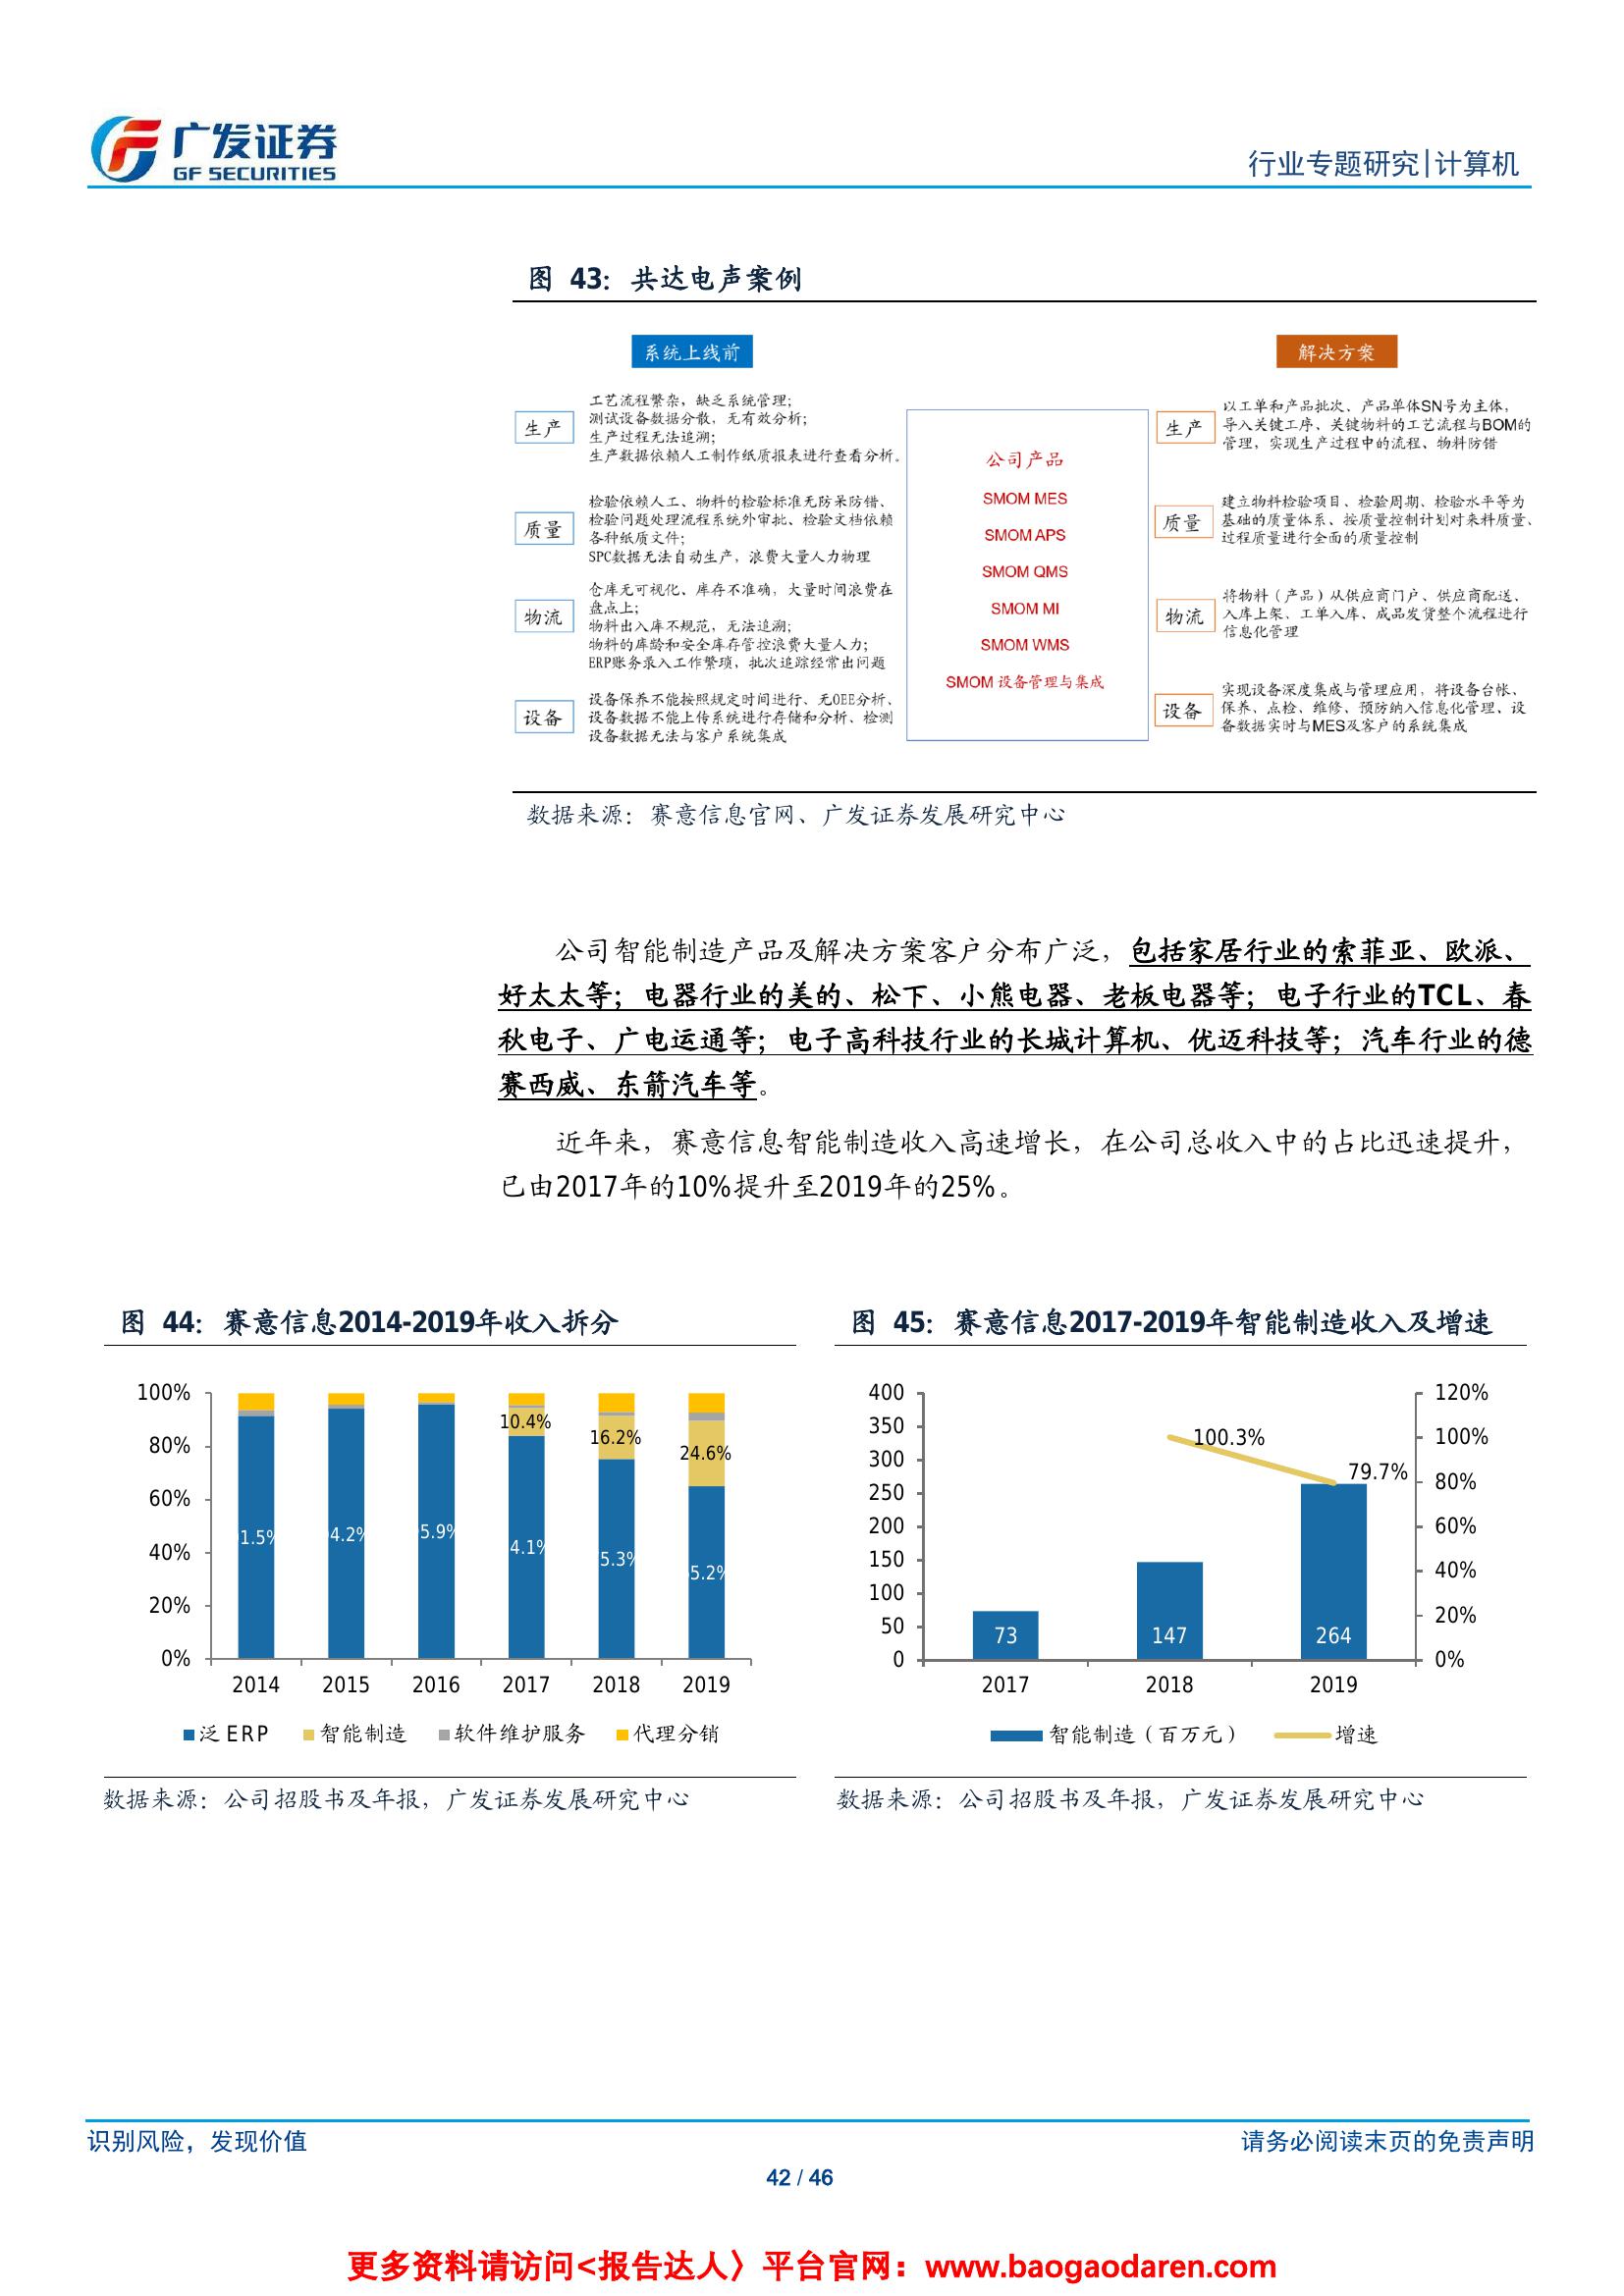 广发证券
GF SECURITIES
行业专题研究|计算机
图 43：共达电声案例
系统上线前
解决方案
生产
工艺流程繁杂，缺乏系统管理；
测试设备数据分散，无有效分析；
生产过程无法追溯；
生产数据依赖人工制作纸质报表进行查看分析。
质量
检验依赖人工、物料的检验标准无防呆防错、
检验问题处理流程系统外审批、检验文档依赖
各种纸质文件；
SPC数据无法自动生产，浪费大量人力物理
物流
仓库无可视化、库存不准确，大量时间浪费在
盘点上；
物料出入库不规范，无法追溯；
物料的库龄和安全库存管控浪费大量人力；
ERP账务录入工作繁琐，批次追踪经常出问题
设备
设备保养不能按照规定时间进行、无OEE分析、
设备数据不能上传系统进行存储和分析、检测
设备数据无法与客户系统集成
公司产品
SMOM MES
SMOM APS
SMOM QMS
SMOM MI
SMOM WMS
SMOM 设备管理与集成
生产
以工单和产品批次、产品单体SN号为主体，
导入关键工序、关键物料的工艺流程与BOM的
管理，实现生产过程中的流程、物料防错
质量
建立物料检验项目、检验周期、检验水平等为
基础的质量体系、按质量控制计划对来料质量、
过程质量进行全面的质量控制
物流
将物料（产品）从供应商门户、供应商配送、
入库上架、工单入库、成品发货整个流程进行
信息化管理
设备
实现设备深度集成与管理应用，将设备台帐、
保养、点检、维修、预防纳入信息化管理、设
备数据实时与MES及客户的系统集成
数据来源：赛意信息官网、广发证券发展研究中心
公司智能制造产品及解决方案客户分布广泛，包括家居行业的索菲亚、欧派、
好太太等；电器行业的美的、松下、小熊电器、老板电器等；电子行业的TCL、春
秋电子、广电运通等；电子高科技行业的长城计算机、优迈科技等；汽车行业的德
赛西威、东箭汽车等。
近年来，赛意信息智能制造收入高速增长，在公司总收入中的占比迅速提升，
已由2017年的10%提升至2019年的25%。
图 44：赛意信息2014-2019年收入拆分
100%
80%
60%
40%
20%
0%
1.5%
4.2%
5.9%
4.1%
5.3%
5.2%
10.4%
16.2%
24.6%
2014 2015 2016 2017 2018 2019
泛 ERP 智能制造 软件维护服务 代理分销
数据来源：公司招股书及年报，广发证券发展研究中心
图 45：赛意信息2017-2019年智能制造收入及增速
400
350
300
250
200
150
100
50
0
73
147
264
100.3%
79.7%
120%
100%
80%
60%
40%
20%
0%
2017 2018 2019
智能制造（百万元） 增速
数据来源：公司招股书及年报，广发证券发展研究中心
识别风险，发现价值
请务必阅读末页的免责声明
42 / 46
更多资料请访问<报告达人〉平台官网：www.baogaodaren.com